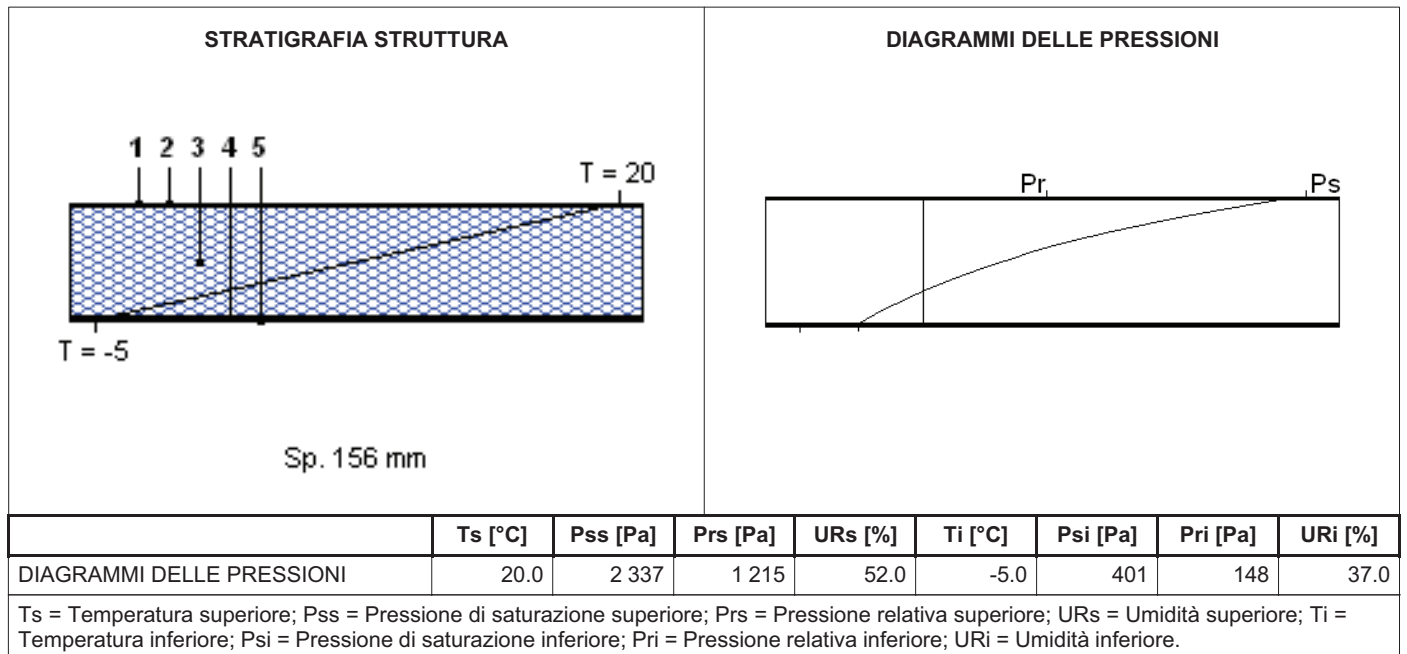 STRATIGRAFIA STRUTTURA
1 2 3 4 5
T = 20
T = -5
Sp. 156 mm
DIAGRAMMI DELLE PRESSIONI
Pr Ps
Ts [°C] Pss [Pa] Prs [Pa] URs [%] Ti [°C] Psi [Pa] Pri [Pa] URi [%]
DIAGRAMMI DELLE PRESSIONI 20.0 2 337 1 215 52.0 -5.0 401 148 37.0
Ts = Temperatura superiore; Pss = Pressione di saturazione superiore; Prs = Pressione relativa superiore; URs = Umidità superiore; Ti =
Temperatura inferiore; Psi = Pressione di saturazione inferiore; Pri = Pressione relativa inferiore; URi = Umidità inferiore.